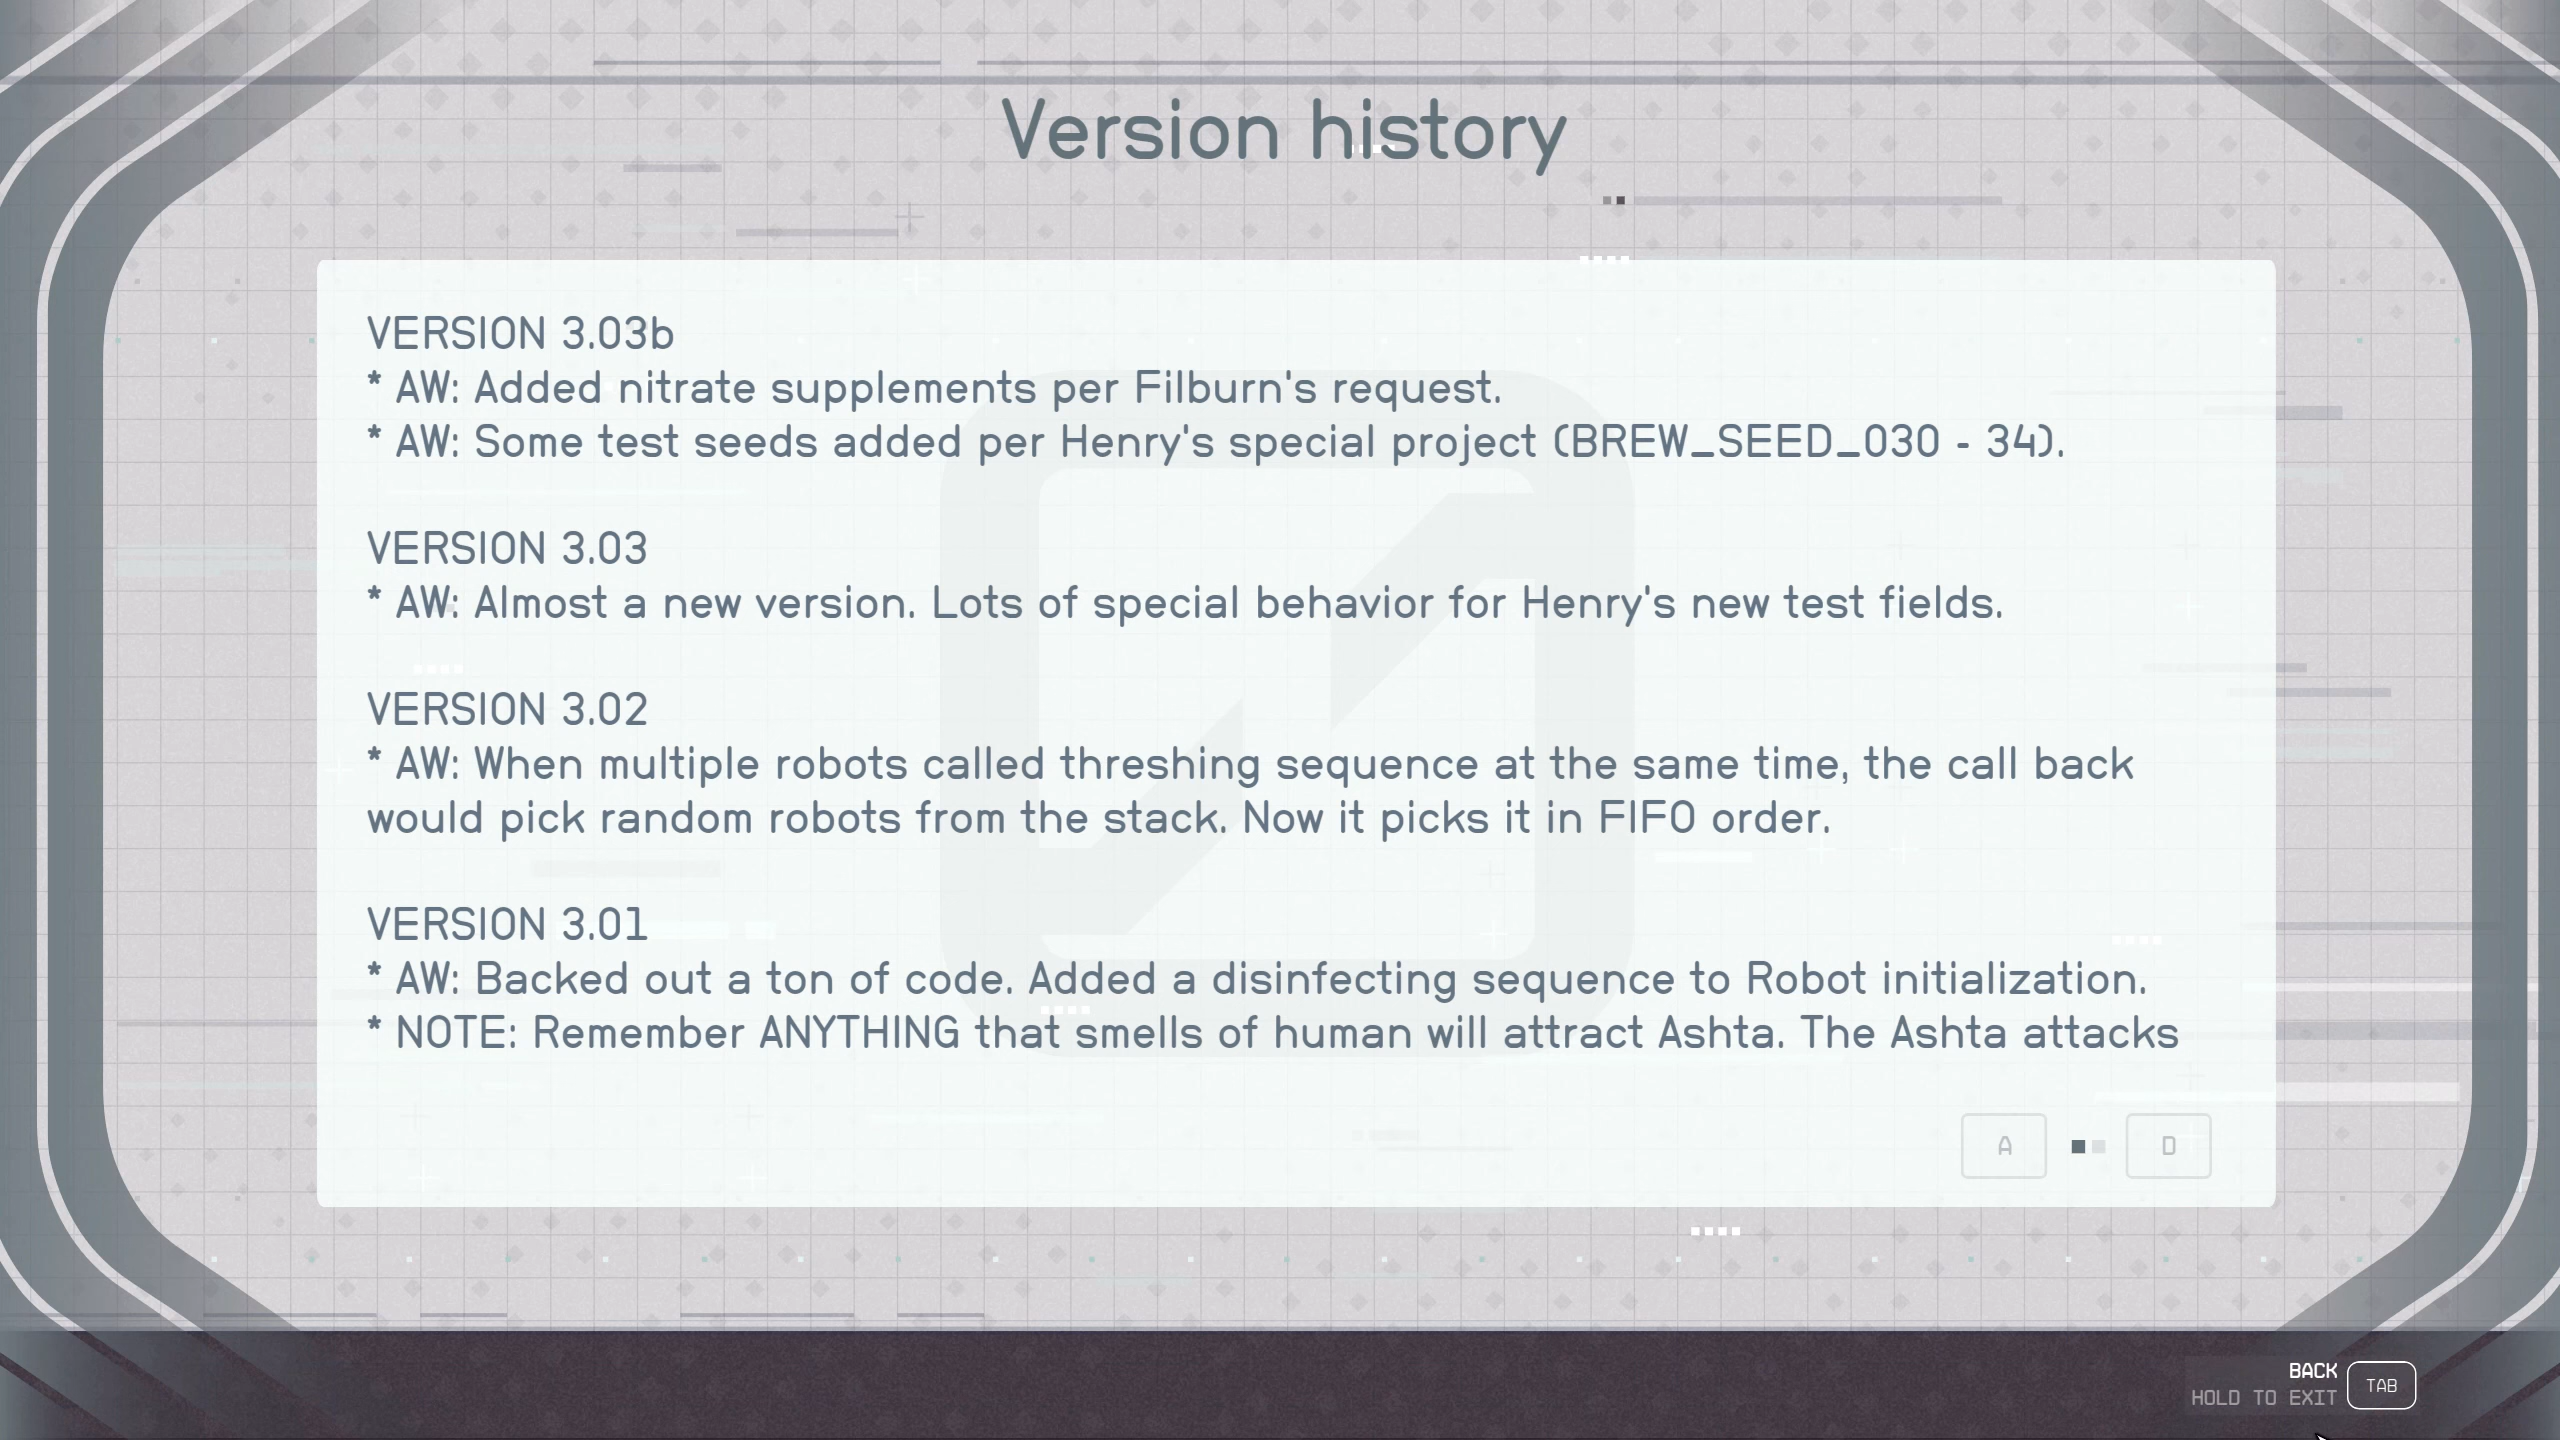 Version history
VERSION 3.03b
* AW: Added nitrate supplements per Filburn's request.
* AW: Some test seeds added per Henry's special project (BREW_SEED_030 - 34).
VERSION 3.03
* AW: Almost a new version. Lots of special behavior for Henry's new test fields.
VERSION 3.02
* AW: When multiple robots called threshing sequence at the same time, the call back
would pick random robots from the stack. Now it picks it in FIFO order.
VERSION 3.01
* AW: Backed out a ton of code. Added a disinfecting sequence to Robot initialization.
* NOTE: Remember ANYTHING that smells of human will attract Ashta. The Ashta attacks
A D
BACK
HOLD TO EXIT TAB